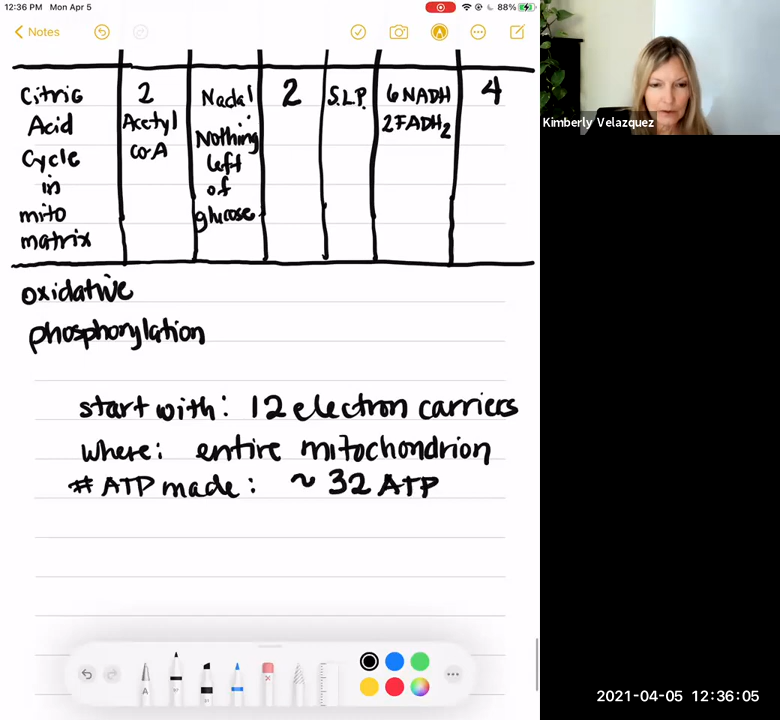 12:36 PM Mon Apr 5
88%
Notes
Citric
Acid
Cycle
in
mito
matrix
2
Acetyl
co-A
Nada!
∴
Nothing
left
of
glucose
2
S.L.P.
6 NADH
2 FADH2
4
oxidative
phosphorylation
start with: 12 electron carriers
where: entire mitochondrion
# ATP made: ~ 32 ATP
Kimberly Velazquez
2021-04-05 12:36:05